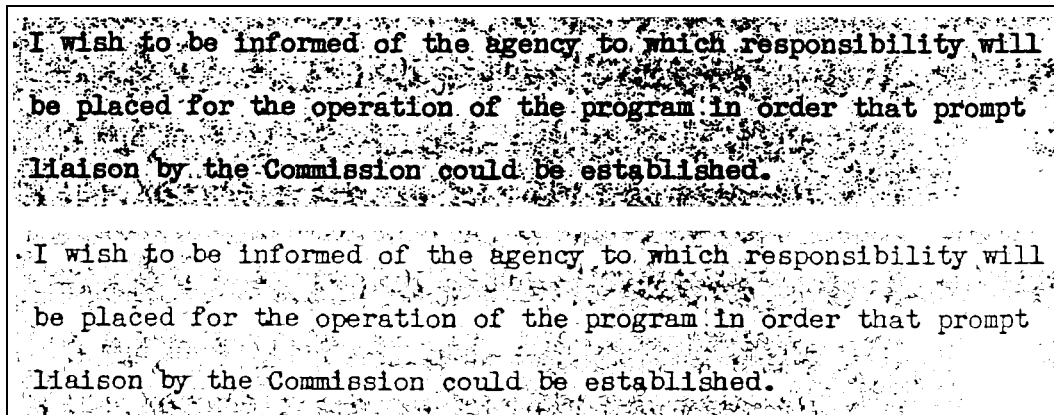 I wish to be informed of the agency to which responsibility will
be placed for the operation of the program in order that prompt
liaison by the Commission could be established.
I wish to be informed of the agency to which responsibility will
be placed for the operation of the program in order that prompt
liaison by the Commission could be established.